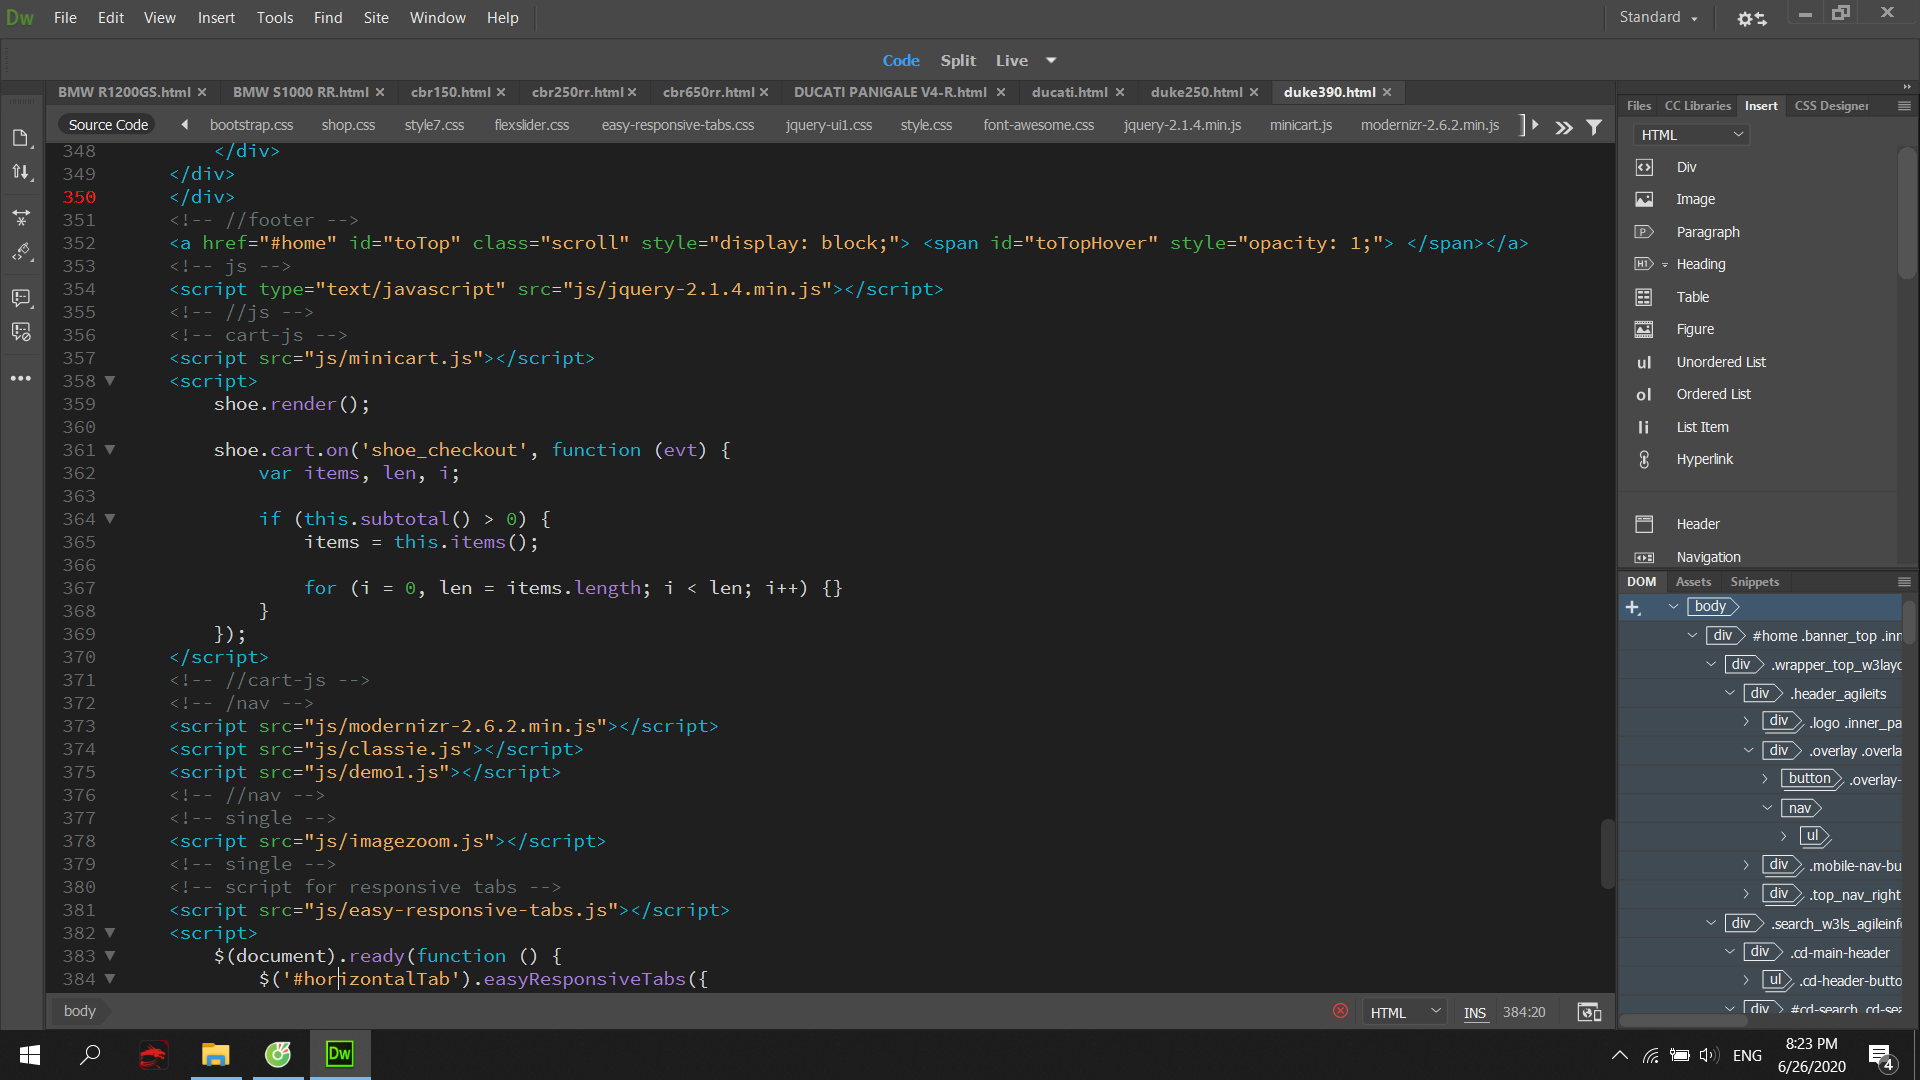 Dw File Edit View Insert Tools Find Site Window Help Standard
Code Split Live
BMW R1200GS.html BMW S1000 RR.html cbr150.html cbr250rr.html cbr650rr.html DUCATI PANIGALE V4-R.html ducati.html duke250.html duke390.html
Source Code bootstrap.css shop.css style7.css flexslider.css easy-responsive-tabs.css jquery-ui1.css style.css font-awesome.css jquery-2.1.4.min.js minicart.js modernizr-2.6.2.min.js
348 </div>
349 </div>
350 </div>
351 <!-- //footer -->
352 <a href="#home" id="toTop" class="scroll" style="display: block;"> <span id="toTopHover" style="opacity: 1;"> </span></a>
353 <!-- js -->
354 <script type="text/javascript" src="js/jquery-2.1.4.min.js"></script>
355 <!-- //js -->
356 <!-- cart-js -->
357 <script src="js/minicart.js"></script>
358 <script>
359 shoe.render();
360
361 shoe.cart.on('shoe_checkout', function (evt) {
362 var items, len, i;
363
364 if (this.subtotal() > 0) {
365 items = this.items();
366
367 for (i = 0, len = items.length; i < len; i++) {}
368 }
369 });
370 </script>
371 <!-- //cart-js -->
372 <!-- /nav -->
373 <script src="js/modernizr-2.6.2.min.js"></script>
374 <script src="js/classie.js"></script>
375 <script src="js/demo1.js"></script>
376 <!-- //nav -->
377 <!-- single -->
378 <script src="js/imagezoom.js"></script>
379 <!-- single -->
380 <!-- script for responsive tabs -->
381 <script src="js/easy-responsive-tabs.js"></script>
382 <script>
383 $(document).ready(function () {
384 $('#horizontalTab').easyResponsiveTabs({
body HTML INS 384:20
Files CC Libraries Insert CSS Designer
HTML
Div
Image
Paragraph
H1 Heading
Table
Figure
ul Unordered List
ol Ordered List
li List Item
Hyperlink
Header
Navigation
DOM Assets Snippets
body
div #home .banner_top .inn
div .wrapper_top_w3layo
div .header_agileits
div .logo .inner_pa
div .overlay .overla
button .overlay-
nav
ul
div .mobile-nav-bu
div .top_nav_right
div .search_w3ls_agileinfo
div .cd-main-header
ul .cd-header-butto
div #cd-search .cd-sea
Dw ENG 8:23 PM
6/26/2020 4